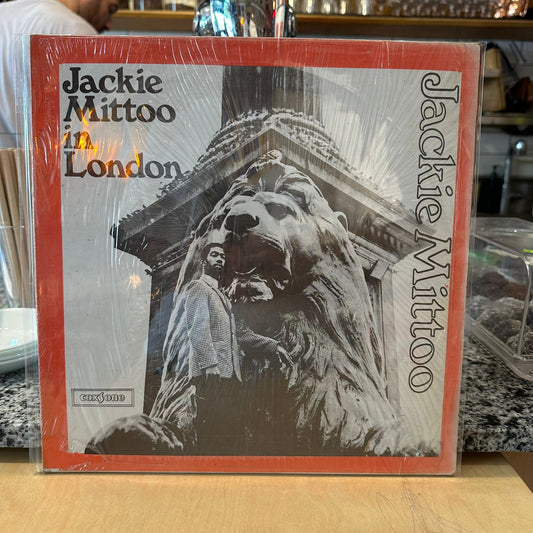 Jackie
Mittoo
in
London
Jackie Mittoo
coxsone